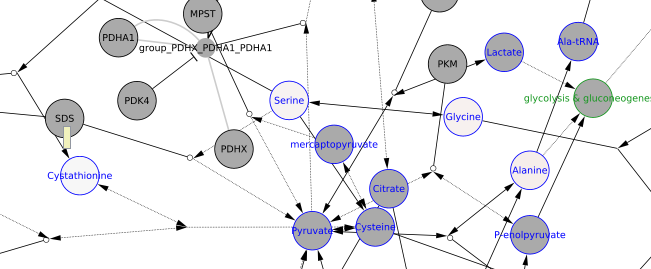 MPST
PDHA1
group_PDHX_PDHA1_PDHA1
Ala-tRNA
Lactate
PKM
PDK4
Serine
glycolysis & gluconeogenes
SDS
Glycine
mercaptopyruvate
PDHX
Cystathionine
Alanine
Citrate
Pyruvate
Cysteine
P-enolpyruvate